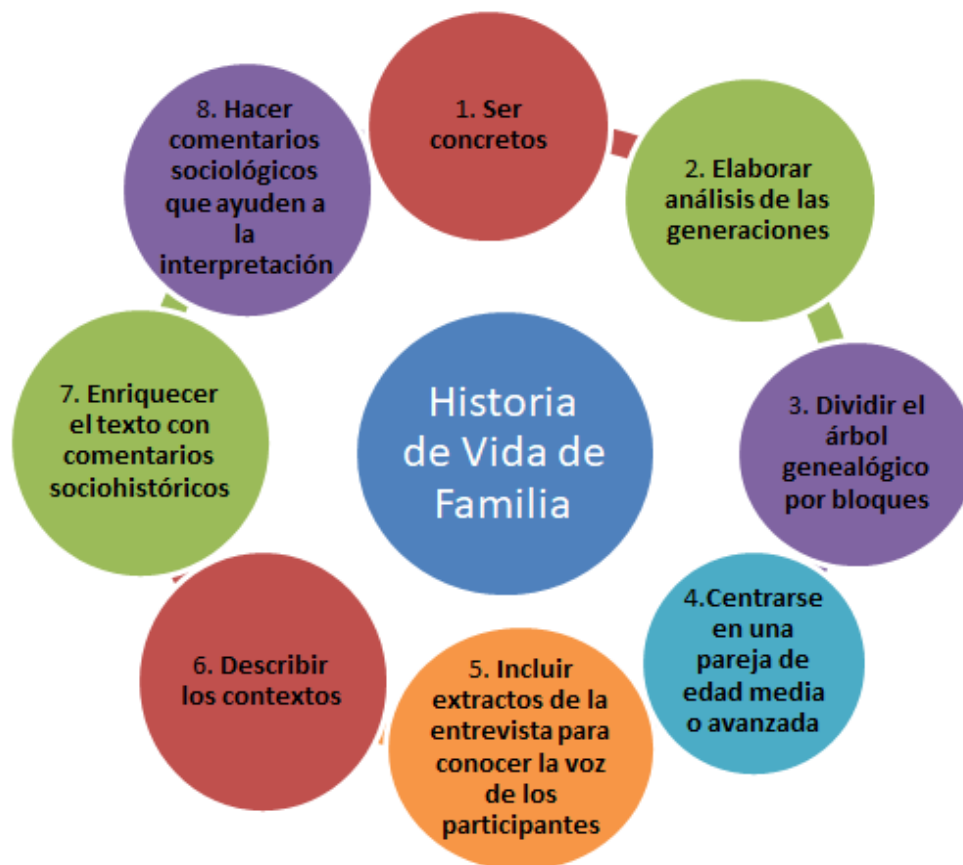 1. Ser
concretos
2. Elaborar
análisis de las
generaciones
3. Dividir el
árbol
genealógico
por bloques
4.Centrarse
en una
pareja de
edad media
o avanzada
5. Incluir
extractos de la
entrevista para
conocer la voz
de los
participantes
6. Describir
los contextos
7. Enriquecer
el texto con
comentarios
sociohistóricos
8. Hacer
comentarios
sociológicos
que ayuden a
la
interpretación
Historia
de Vida de
Familia